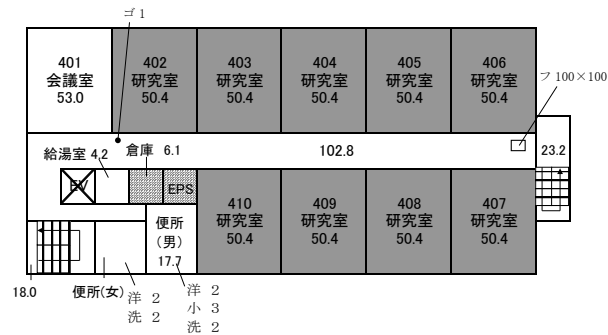 ゴ 1
401
会議室
53.0
402
研究室
50.4
403
研究室
50.4
404
研究室
50.4
405
研究室
50.4
406
研究室
50.4
フ 100×100
給湯室 4.2
倉庫 6.1
102.8
23.2
EV
EPS
410
研究室
50.4
409
研究室
50.4
408
研究室
50.4
407
研究室
50.4
便所
(男)
17.7
18.0
便所(女)
洋 2
洗 2
洋 2
小 3
洗 2